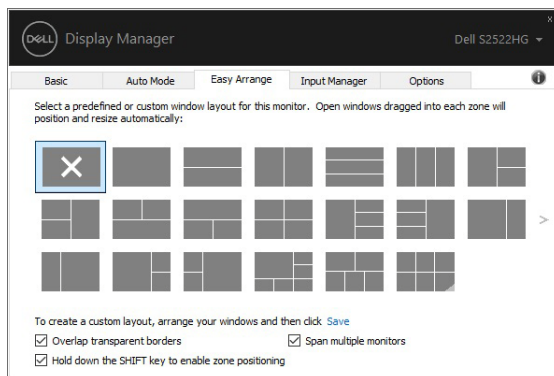 x
DELL Display Manager
Dell S2522HG
Basic
Auto Mode
Easy Arrange
Input Manager
Options
i
Select a predefined or custom window layout for this monitor. Open windows dragged into each zone will
position and resize automatically:
>
To create a custom layout, arrange your windows and then click Save
Overlap transparent borders
Span multiple monitors
Hold down the SHIFT key to enable zone positioning